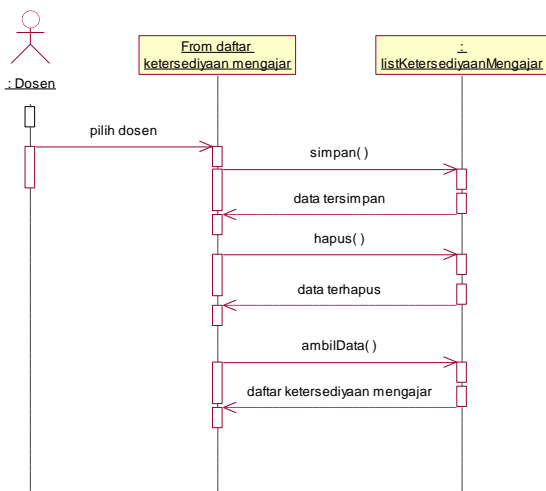 : Dosen
From daftar
ketersediyaan mengajar
:
listKetersediyaanMengajar
pilih dosen
simpan( )
data tersimpan
hapus( )
data terhapus
ambilData( )
daftar ketersediyaan mengajar